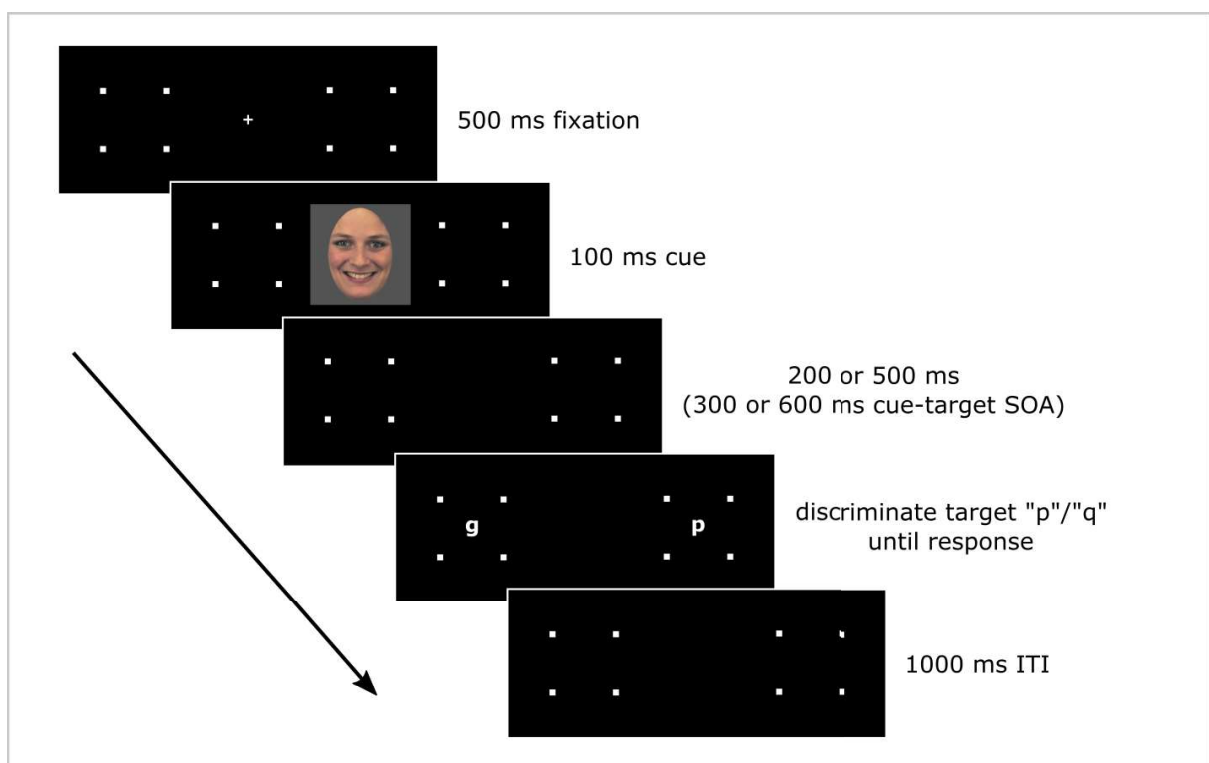 500 ms fixation
100 ms cue
200 or 500 ms
(300 or 600 ms cue-target SOA)
g p
discriminate target "p"/"q"
until response
1000 ms ITI